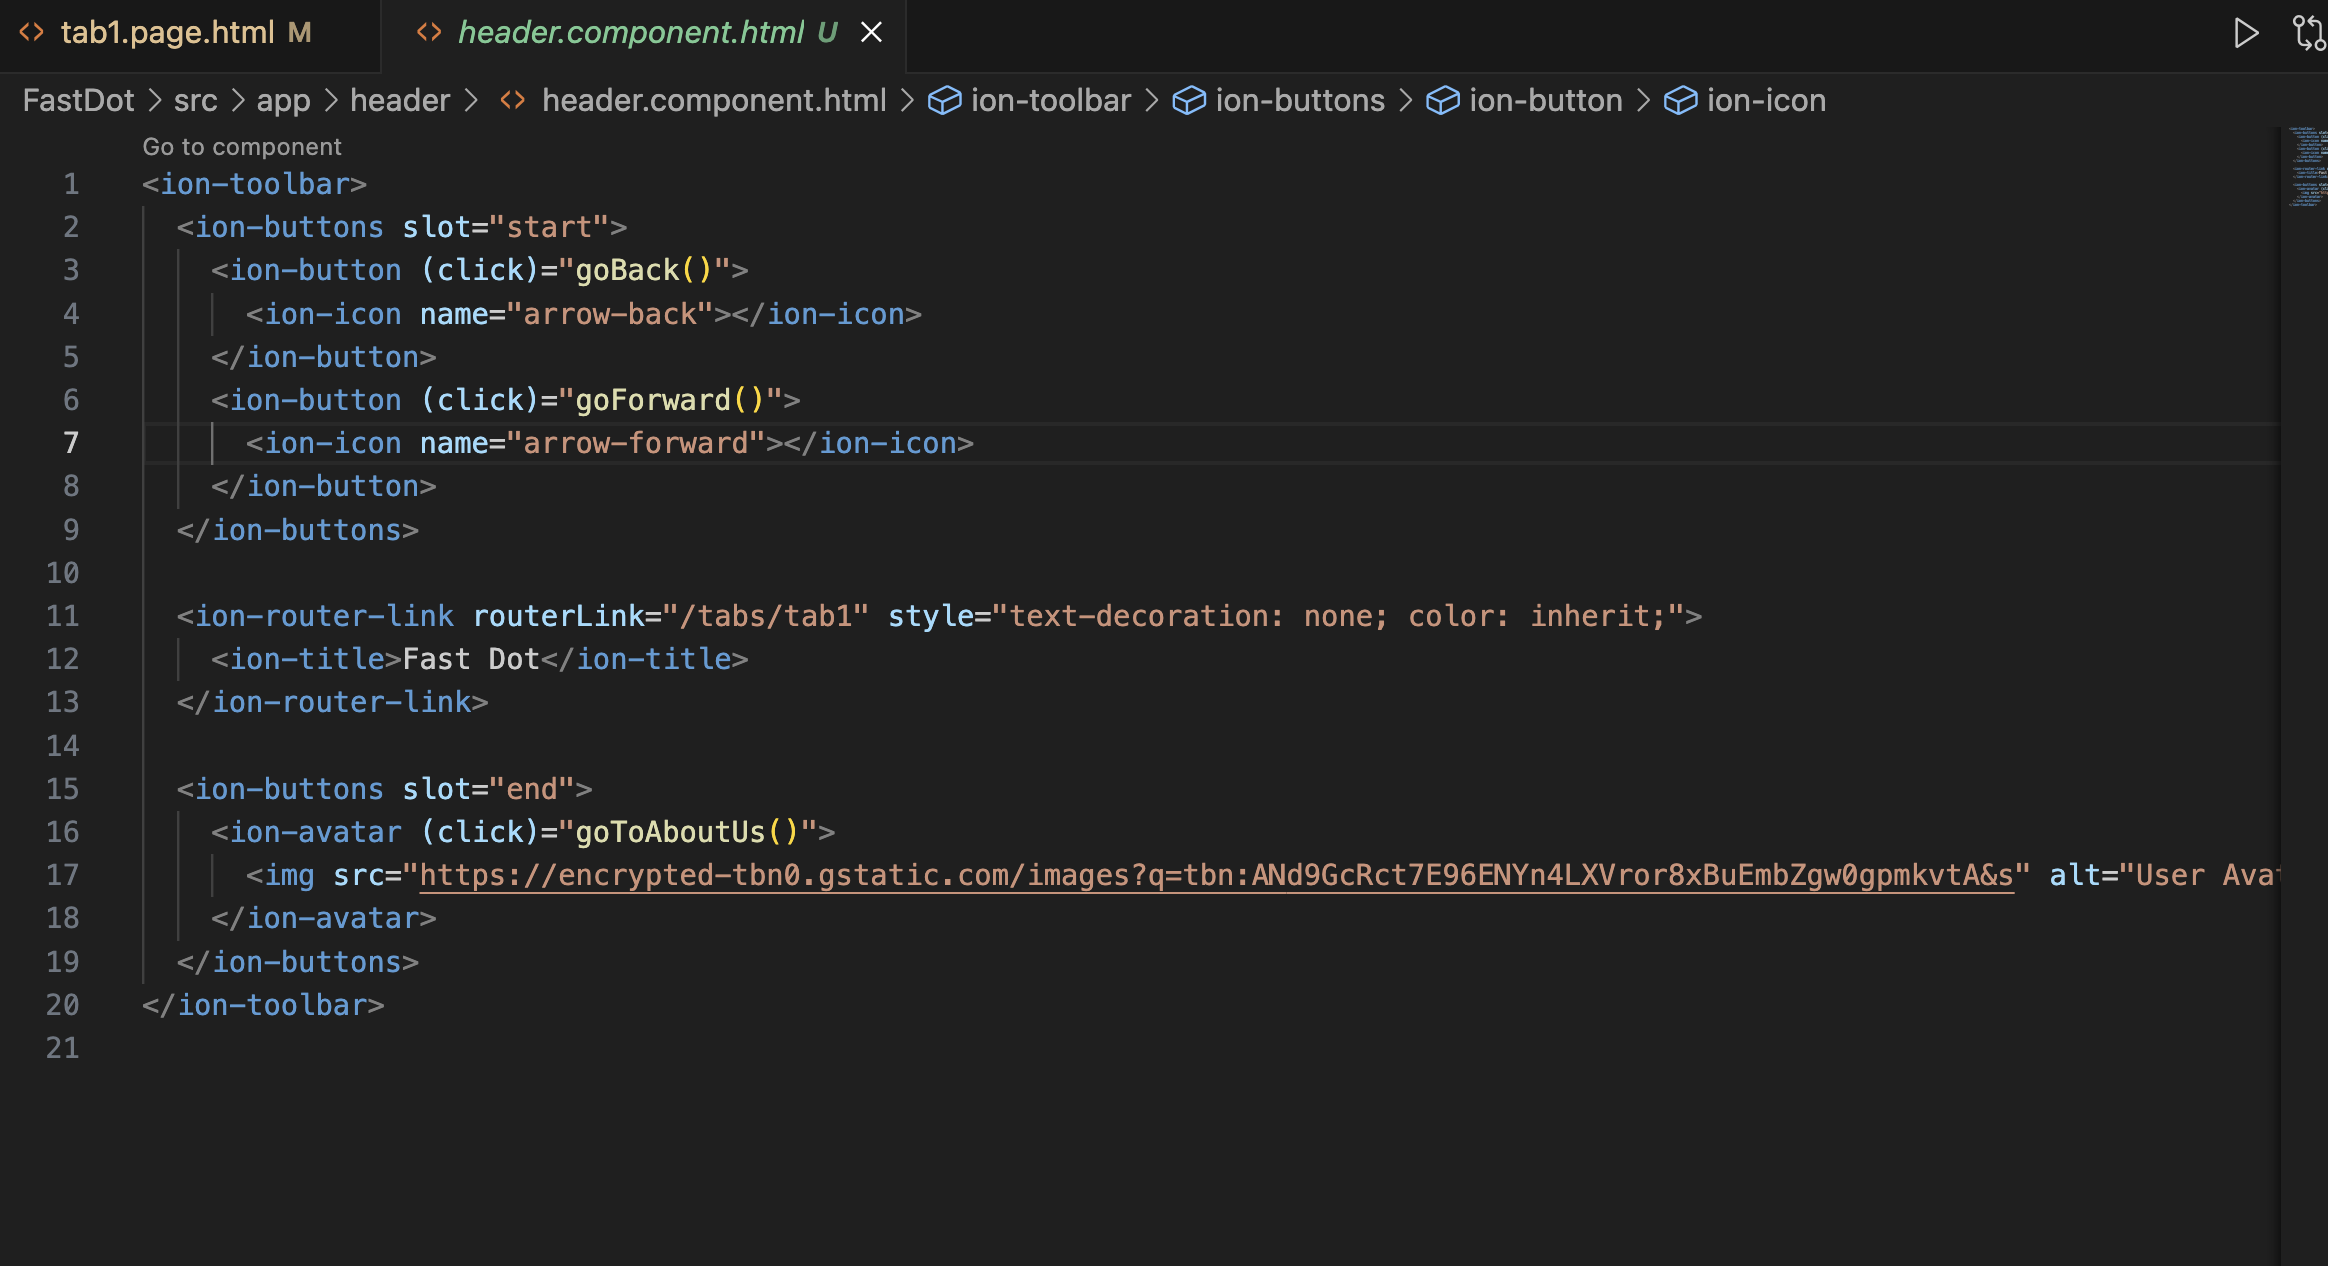 tab1.page.html M
header.component.html U
FastDot > src > app > header > header.component.html > ion-toolbar > ion-buttons > ion-button > ion-icon
Go to component
1 <ion-toolbar>
2 <ion-buttons slot="start">
3 <ion-button (click)="goBack()">
4 <ion-icon name="arrow-back"></ion-icon>
5 </ion-button>
6 <ion-button (click)="goForward()">
7 <ion-icon name="arrow-forward"></ion-icon>
8 </ion-button>
9 </ion-buttons>
10
11 <ion-router-link routerLink="/tabs/tab1" style="text-decoration: none; color: inherit;">
12 <ion-title>Fast Dot</ion-title>
13 </ion-router-link>
14
15 <ion-buttons slot="end">
16 <ion-avatar (click)="goToAboutUs()">
17 <img src="https://encrypted-tbn0.gstatic.com/images?q=tbn:ANd9GcRct7E96ENYn4LXVror8xBuEmbZgw0gpmkvtA&s" alt="User Ava
18 </ion-avatar>
19 </ion-buttons>
20 </ion-toolbar>
21